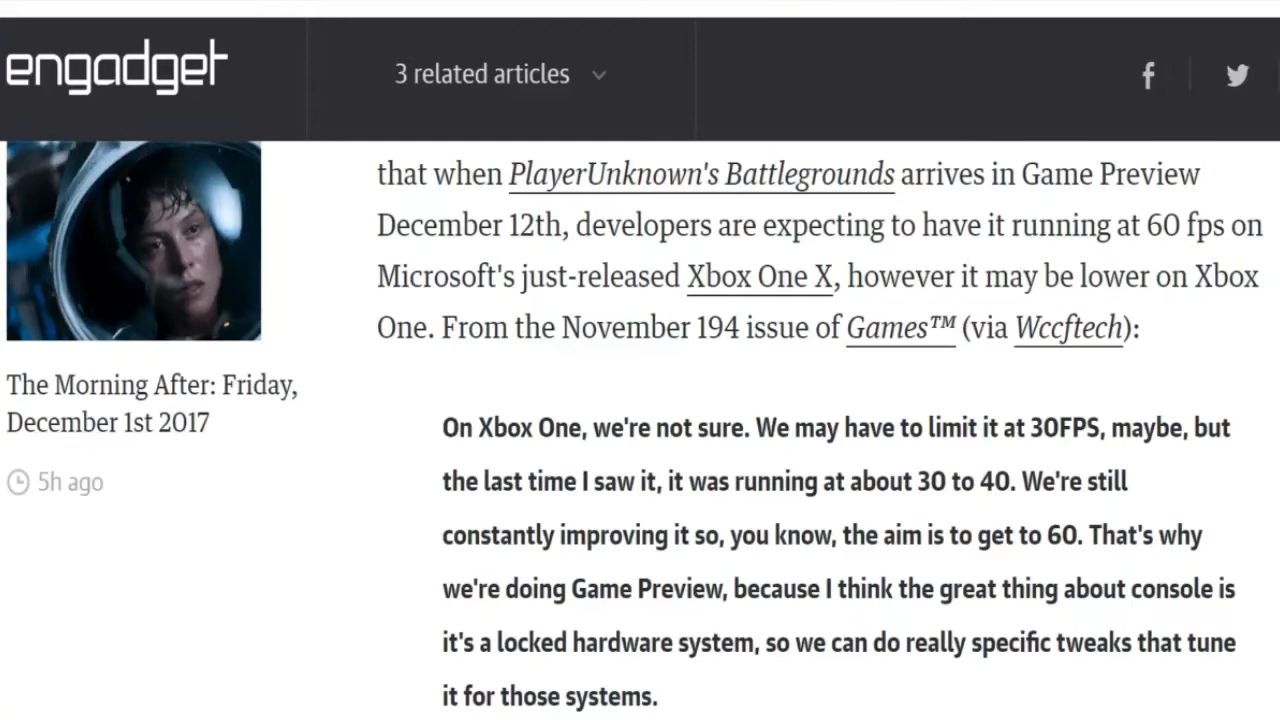 engadget
3 related articles
that when PlayerUnknown's Battlegrounds arrives in Game Preview
December 12th, developers are expecting to have it running at 60 fps on
Microsoft's just-released Xbox One X, however it may be lower on Xbox
One. From the November 194 issue of Games™ (via Wccftech):
The Morning After: Friday,
December 1st 2017
5h ago
On Xbox One, we're not sure. We may have to limit it at 30FPS, maybe, but
the last time I saw it, it was running at about 30 to 40. We're still
constantly improving it so, you know, the aim is to get to 60. That's why
we're doing Game Preview, because I think the great thing about console is
it's a locked hardware system, so we can do really specific tweaks that tune
it for those systems.